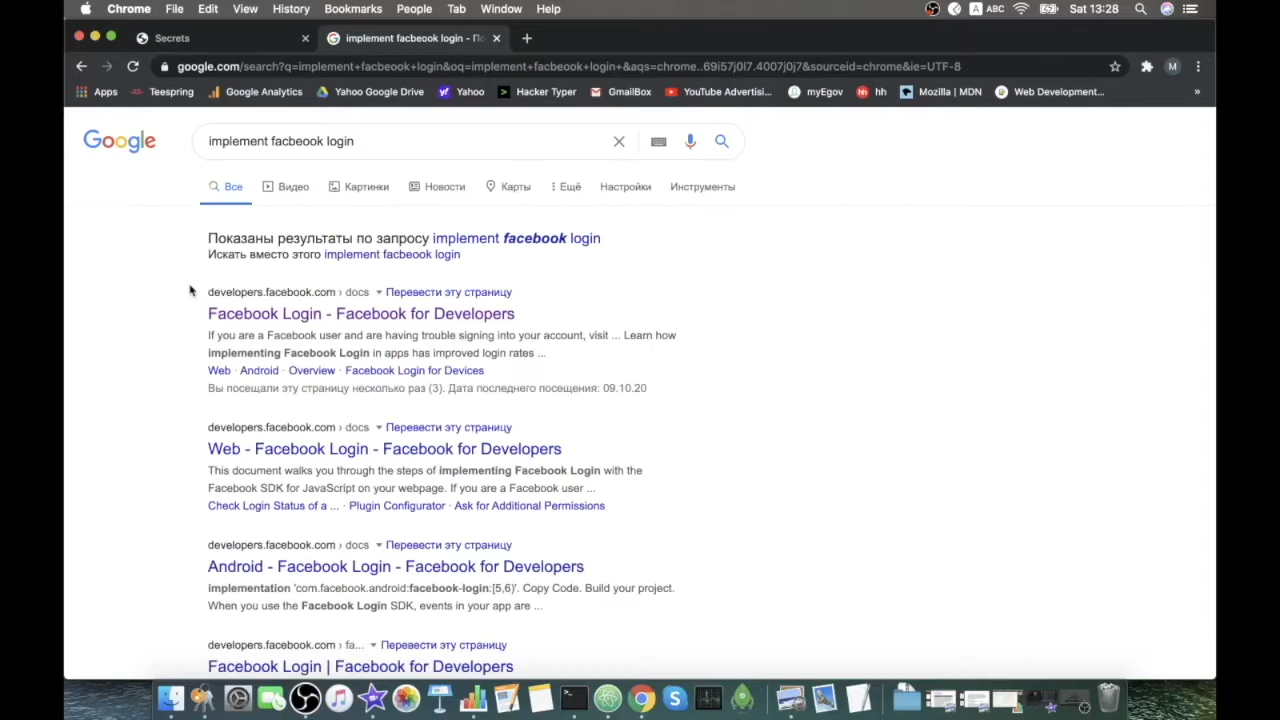 Chrome File Edit View History Bookmarks People Tab Window Help ABC Sat 13:28
Secrets implement facbeook login - По
google.com/search?q=implement+facbeook+login&oq=implement+facbeook+login+&aqs=chrome..69i57j0l7.4007j0j7&sourceid=chrome&ie=UTF-8
Apps Teespring Google Analytics Yahoo Google Drive Yahoo Hacker Typer GmailBox YouTube Advertisi... myEgov hh Mozilla | MDN Web Development... »
Google implement facbeook login
Все Видео Картинки Новости Карты Ещё Настройки Инструменты
Показаны результаты по запросу implement facebook login
Искать вместо этого implement facbeook login
developers.facebook.com › docs Перевести эту страницу
Facebook Login - Facebook for Developers
If you are a Facebook user and are having trouble signing into your account, visit ... Learn how
implementing Facebook Login in apps has improved login rates ...
Web · Android · Overview · Facebook Login for Devices
Вы посещали эту страницу несколько раз (3). Дата последнего посещения: 09.10.20
developers.facebook.com › docs Перевести эту страницу
Web - Facebook Login - Facebook for Developers
This document walks you through the steps of implementing Facebook Login with the
Facebook SDK for JavaScript on your webpage. If you are a Facebook user ...
Check Login Status of a ... · Plugin Configurator · Ask for Additional Permissions
developers.facebook.com › docs Перевести эту страницу
Android - Facebook Login - Facebook for Developers
implementation 'com.facebook.android:facebook-login:[5,6)'. Copy Code. Build your project.
When you use the Facebook Login SDK, events in your app are ...
developers.facebook.com › fa... Перевести эту страницу
Facebook Login | Facebook for Developers